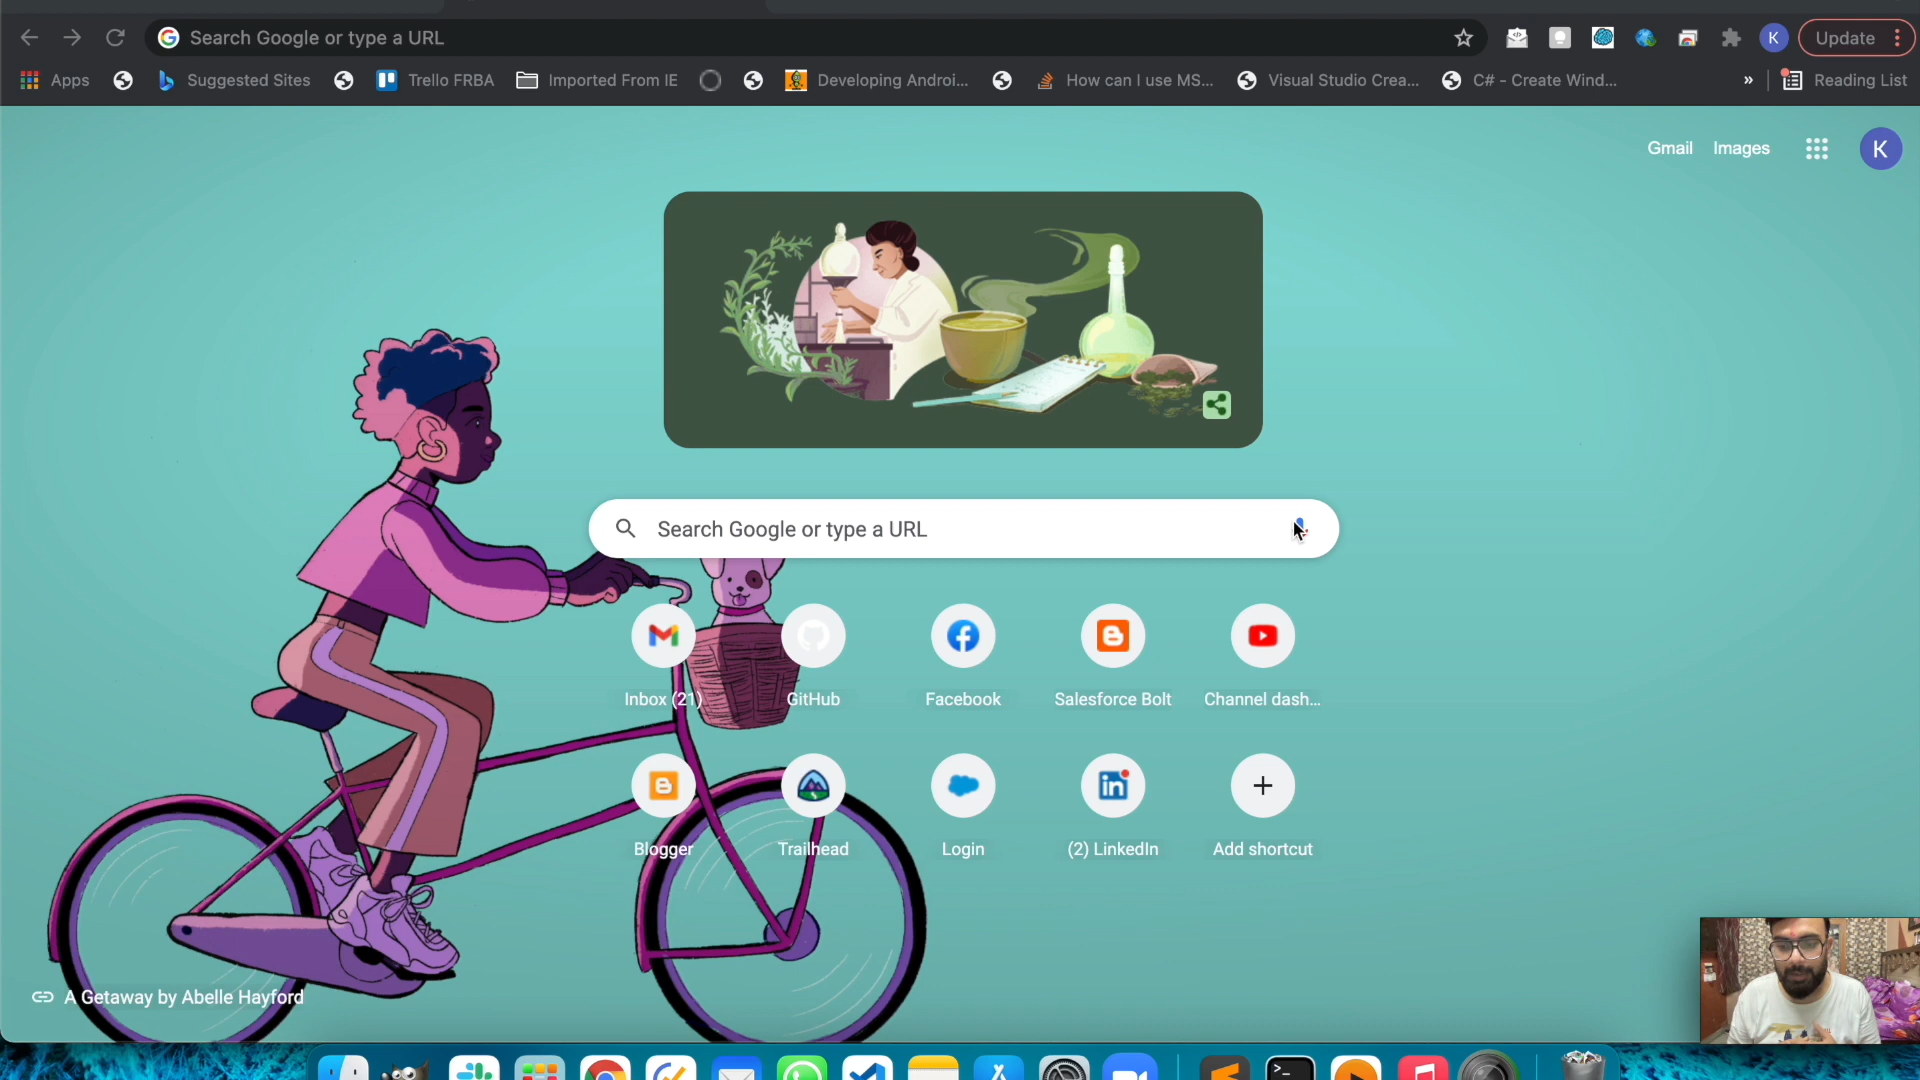 Search Google or type a URL
Update
Apps
Suggested Sites
Trello FRBA
Imported From IE
Developing Androi...
How can I use MS...
Visual Studio Crea...
C# - Create Wind...
»
Reading List
Gmail
Images
K
K
Search Google or type a URL
Inbox (21)
GitHub
Facebook
Salesforce Bolt
Channel dash...
Blogger
Trailhead
Login
(2) LinkedIn
Add shortcut
A Getaway by Abelle Hayford